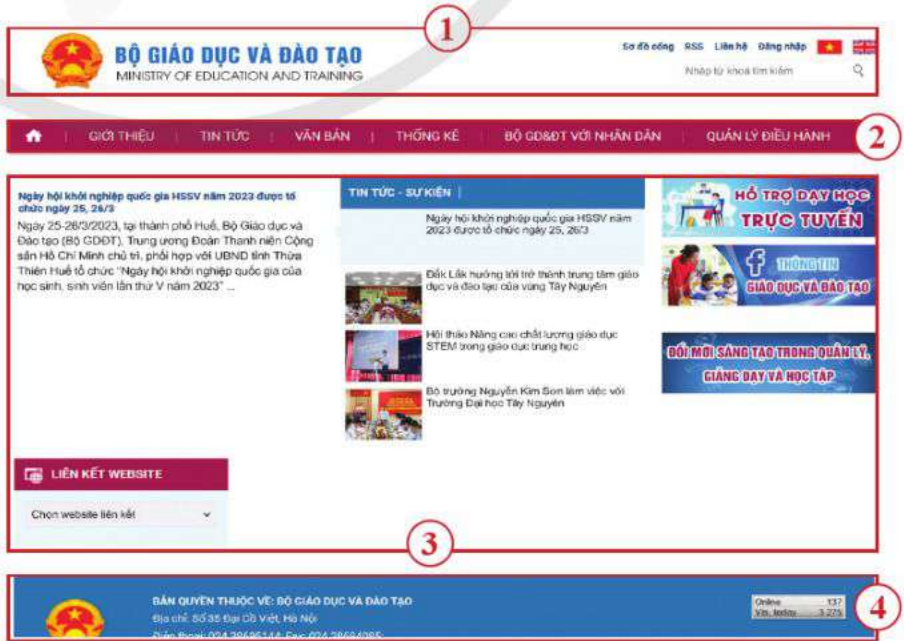 1
BỘ GIÁO DỤC VÀ ĐÀO TẠO
MINISTRY OF EDUCATION AND TRAINING
Sơ đồ cổng RSS Liên hệ Đăng nhập
Nhập từ khoá tìm kiếm
GIỚI THIỆU | TIN TỨC | VĂN BẢN | THỐNG KÊ | BỘ GD&ĐT VỚI NHÂN DÂN | QUẢN LÝ ĐIỀU HÀNH
2
Ngày hội khởi nghiệp quốc gia HSSV năm 2023 được tổ
chức ngày 25, 26/3
Ngày 25-26/3/2023, tại thành phố Huế, Bộ Giáo dục và
Đào tạo (Bộ GDĐT), Trung ương Đoàn Thanh niên Cộng
sản Hồ Chí Minh chủ trì, phối hợp với UBND tỉnh Thừa
Thiên Huế tổ chức "Ngày hội khởi nghiệp quốc gia của
học sinh, sinh viên lần thứ V năm 2023" ...
TIN TỨC - SỰ KIỆN |
Ngày hội khởi nghiệp quốc gia HSSV năm
2023 được tổ chức ngày 25, 26/3
Đắk Lắk hướng tới trở thành trung tâm giáo
dục và đào tạo của vùng Tây Nguyên
Hội thảo Nâng cao chất lượng giáo dục
STEM trong giáo dục trung học
Bộ trưởng Nguyễn Kim Sơn làm việc với
Trường Đại học Tây Nguyên
HỖ TRỢ DẠY HỌC
TRỰC TUYẾN
f THÔNG TIN
GIÁO DỤC VÀ ĐÀO TẠO
ĐỔI MỚI SÁNG TẠO TRONG QUẢN LÝ,
GIẢNG DẠY VÀ HỌC TẬP
LIÊN KẾT WEBSITE
Chọn website liên kết
3
BẢN QUYỀN THUỘC VỀ: BỘ GIÁO DỤC VÀ ĐÀO TẠO
Địa chỉ: Số 35 Đại Cồ Việt, Hà Nội
Điện thoại: 024.38695144; Fax: 024.38694085;
Online 137
Vis. today 3 275
4